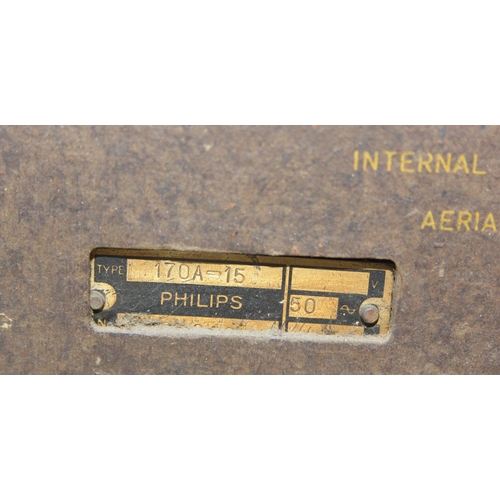 INTERNAL
AERIA
TYPE 170A-15 V
PHILIPS 50 ~